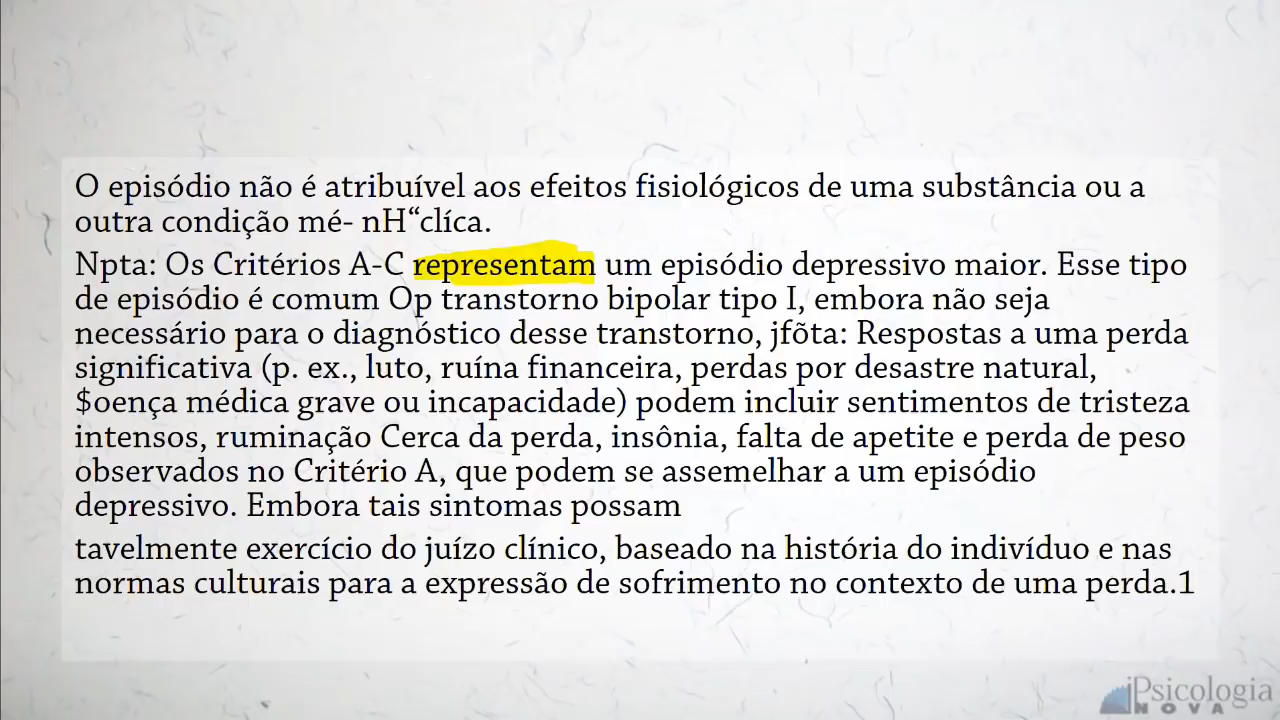 O episódio não é atribuível aos efeitos fisiológicos de uma substância ou a
outra condição mé- nH“clíca.
Npta: Os Critérios A-C representam um episódio depressivo maior. Esse tipo
de episódio é comum Op transtorno bipolar tipo I, embora não seja
necessário para o diagnóstico desse transtorno, jfõta: Respostas a uma perda
significativa (p. ex., luto, ruína financeira, perdas por desastre natural,
$oença médica grave ou incapacidade) podem incluir sentimentos de tristeza
intensos, ruminação Cerca da perda, insônia, falta de apetite e perda de peso
observados no Critério A, que podem se assemelhar a um episódio
depressivo. Embora tais sintomas possam
tavelmente exercício do juízo clínico, baseado na história do indivíduo e nas
normas culturais para a expressão de sofrimento no contexto de uma perda.1
Psicologia
NOVA